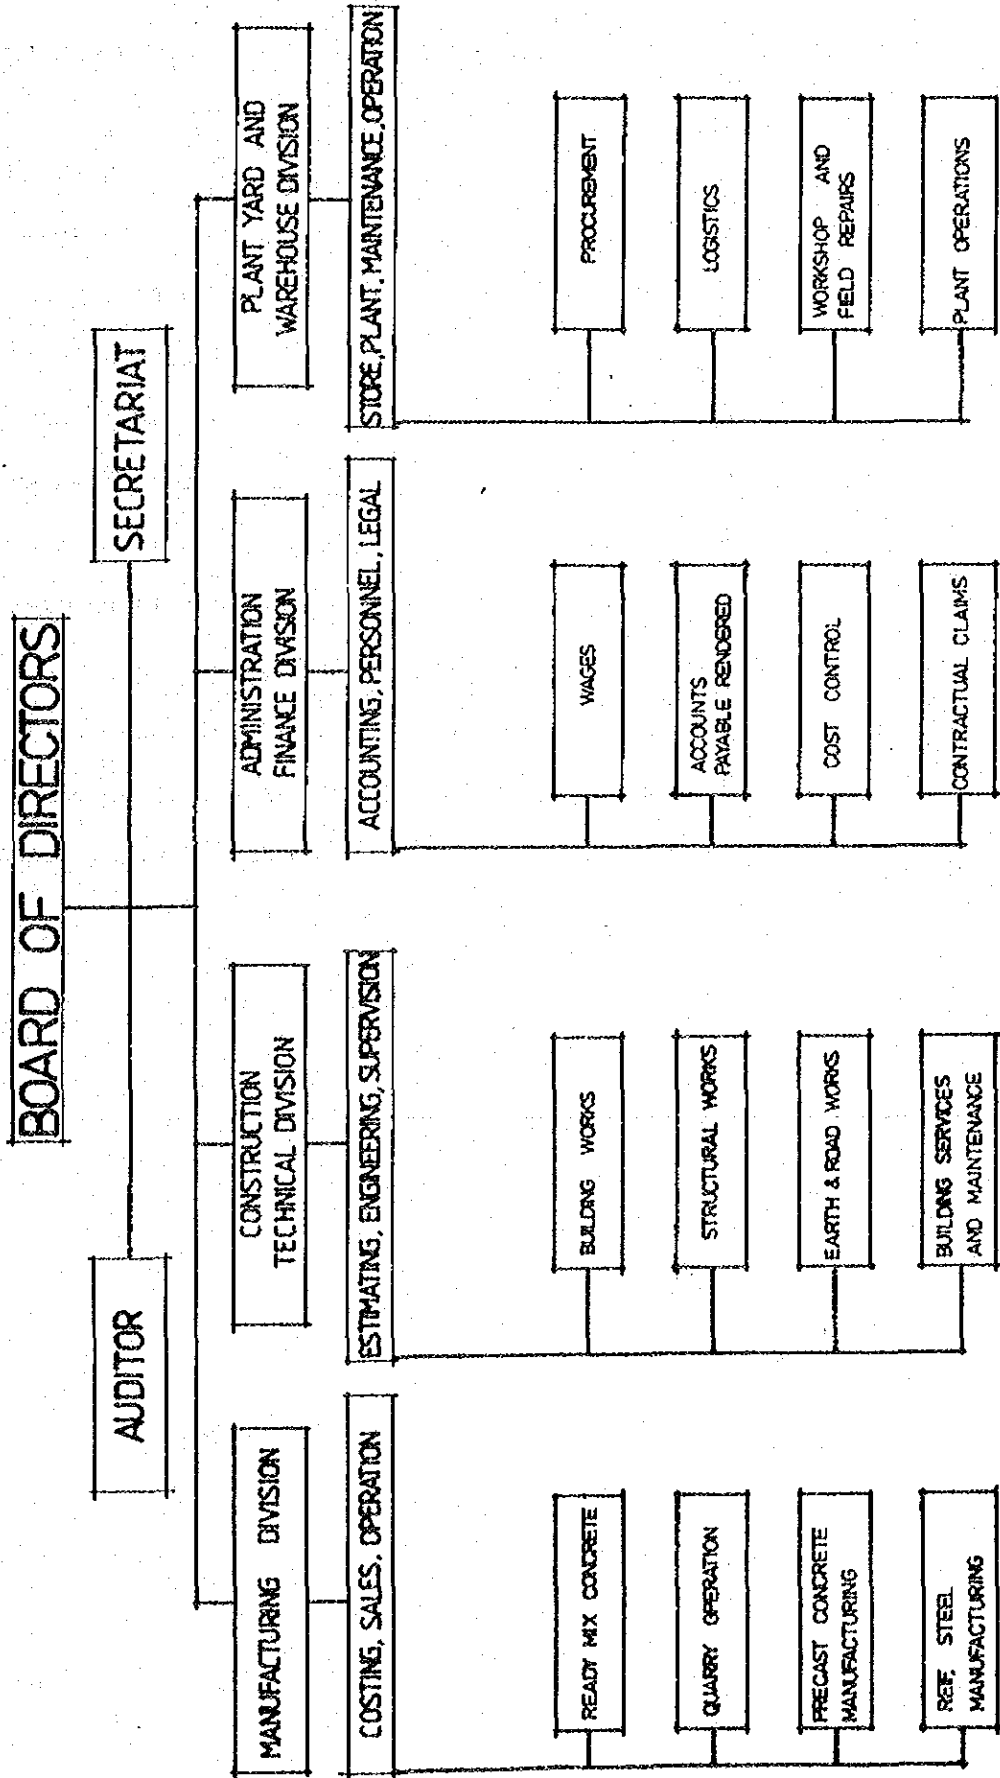 BOARD OF DIRECTORS
AUDITOR
SECRETARIAT
MANUFACTURING DIVISION
COSTING, SALES, OPERATION
READY MIX CONCRETE
QUARRY OPERATION
PRECAST CONCRETE
MANUFACTURING
REIF. STEEL
MANUFACTURING
CONSTRUCTION
TECHNICAL DIVISION
ESTIMATING, ENGINEERING, SUPERVISION
BUILDING WORKS
STRUCTURAL WORKS
EARTH & ROAD WORKS
BUILDING SERVICES
AND MAINTENANCE
ADMINISTRATION
FINANCE DIVISION
ACCOUNTING, PERSONNEL, LEGAL
WAGES
ACCOUNTS
PAYABLE RENDERED
COST CONTROL
CONTRACTUAL CLAIMS
PLANT YARD AND
WAREHOUSE DIVISION
STORE, PLANT, MAINTENANCE, OPERATION
PROCUREMENT
LOGISTICS
WORKSHOP AND
FIELD REPAIRS
PLANT OPERATIONS